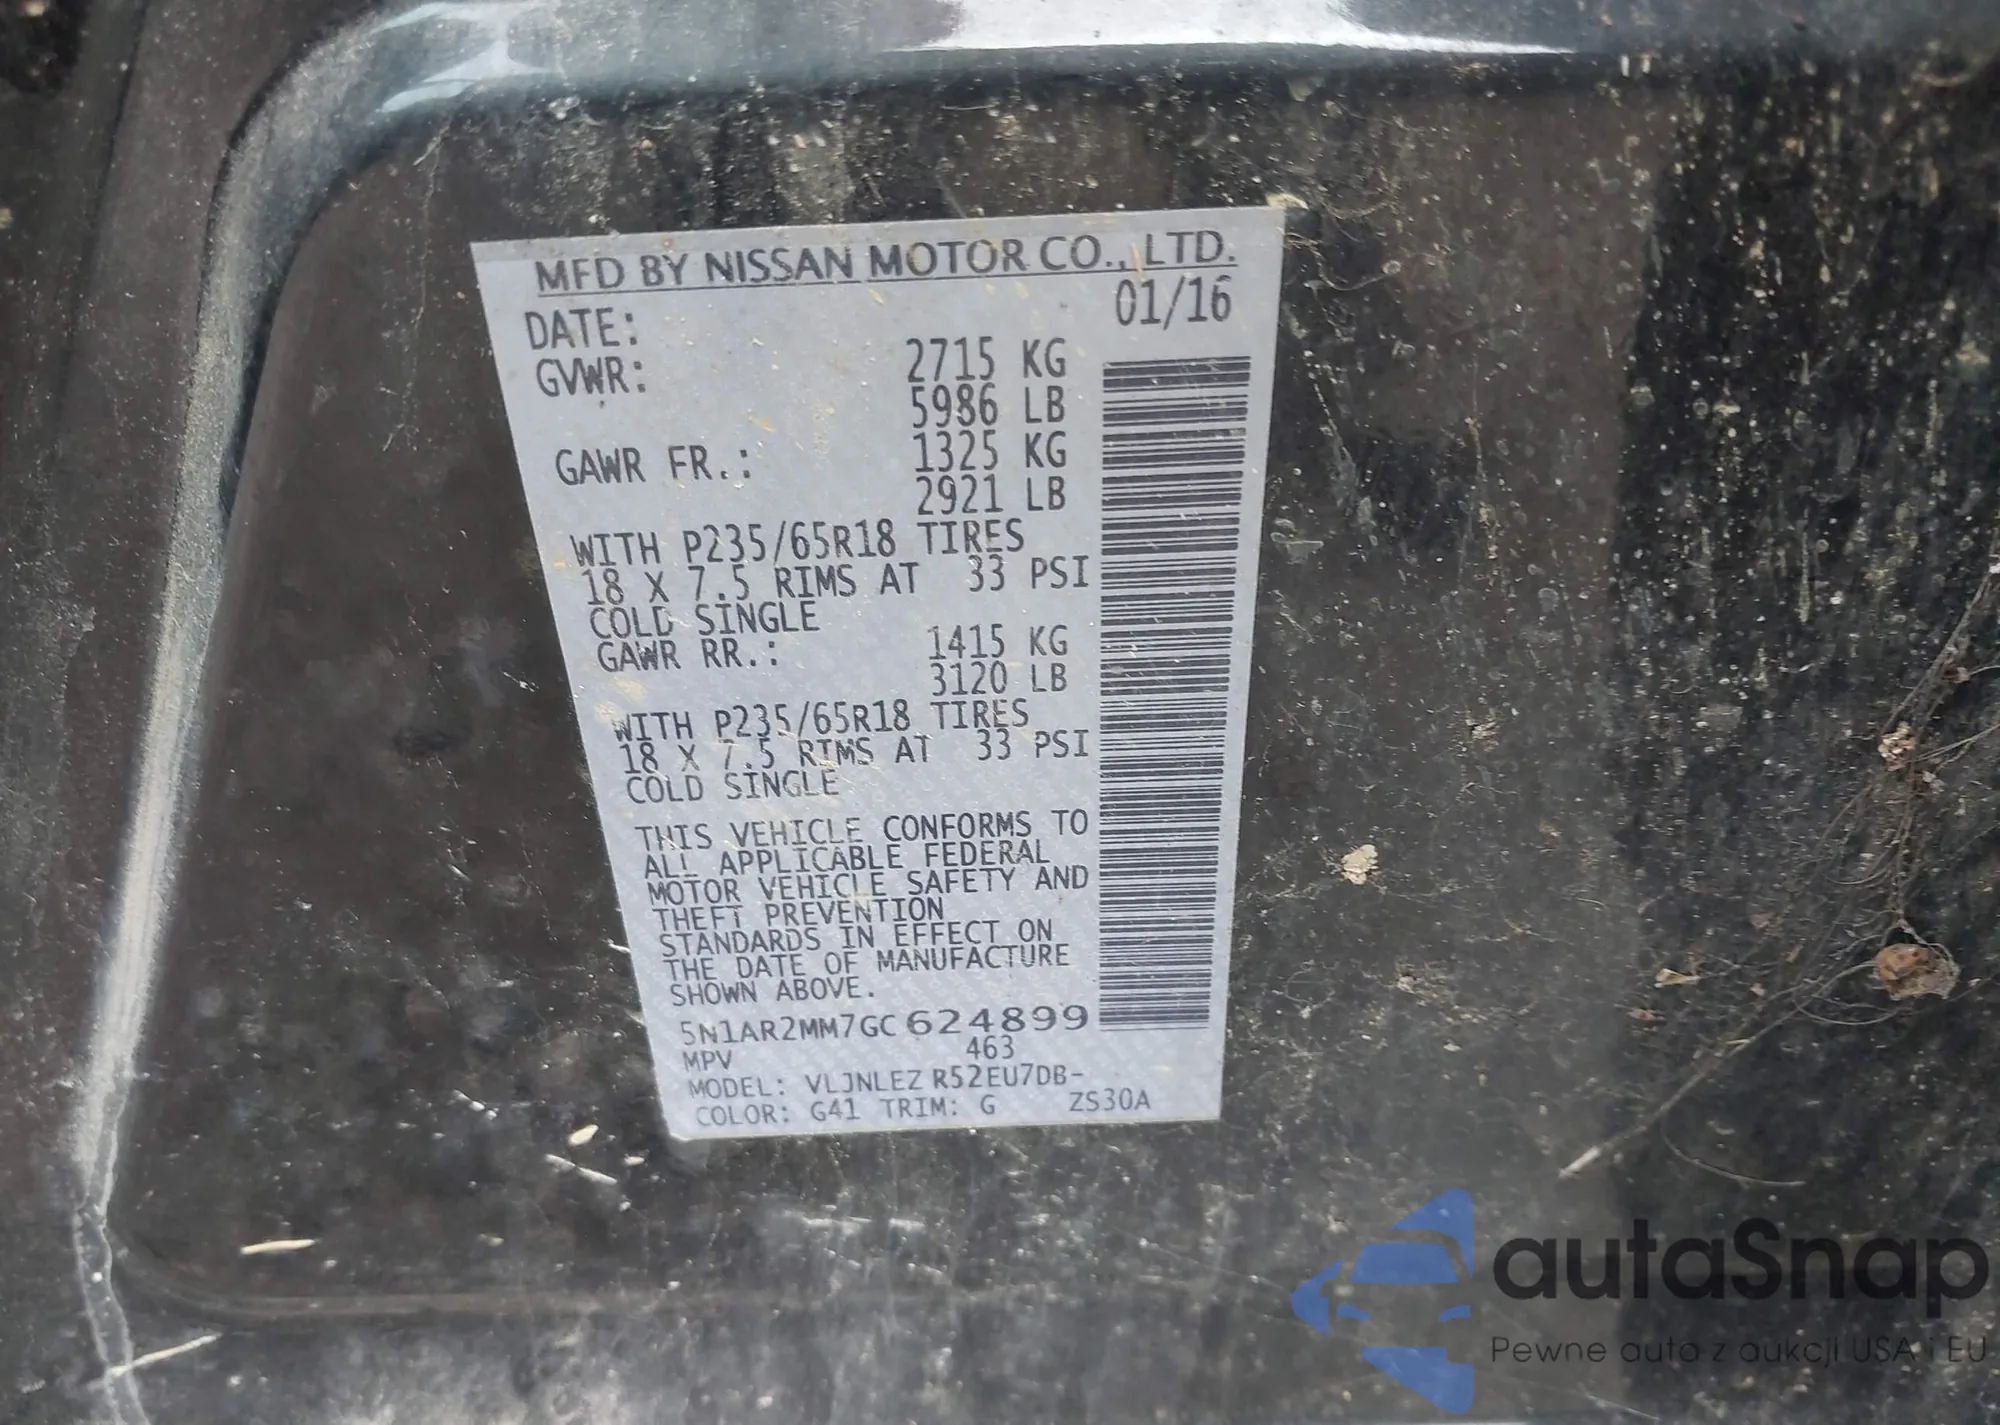 MFD BY NISSAN MOTOR CO., LTD.
DATE: 01/16
GVWR: 2715 KG
5986 LB
GAWR FR.: 1325 KG
2921 LB
WITH P235/65R18 TIRES
18 X 7.5 RIMS AT 33 PSI
COLD SINGLE
GAWR RR.: 1415 KG
3120 LB
WITH P235/65R18 TIRES
18 X 7.5 RIMS AT 33 PSI
COLD SINGLE
THIS VEHICLE CONFORMS TO
ALL APPLICABLE FEDERAL
MOTOR VEHICLE SAFETY AND
THEFT PREVENTION
STANDARDS IN EFFECT ON
THE DATE OF MANUFACTURE
SHOWN ABOVE.
5N1AR2MM7GC624899
MPV 463
MODEL: VLJNLEZ R52EU7DB-
COLOR: G41 TRIM: G ZS30A
autaSnap
Pewne auta z aukcji USA i EU